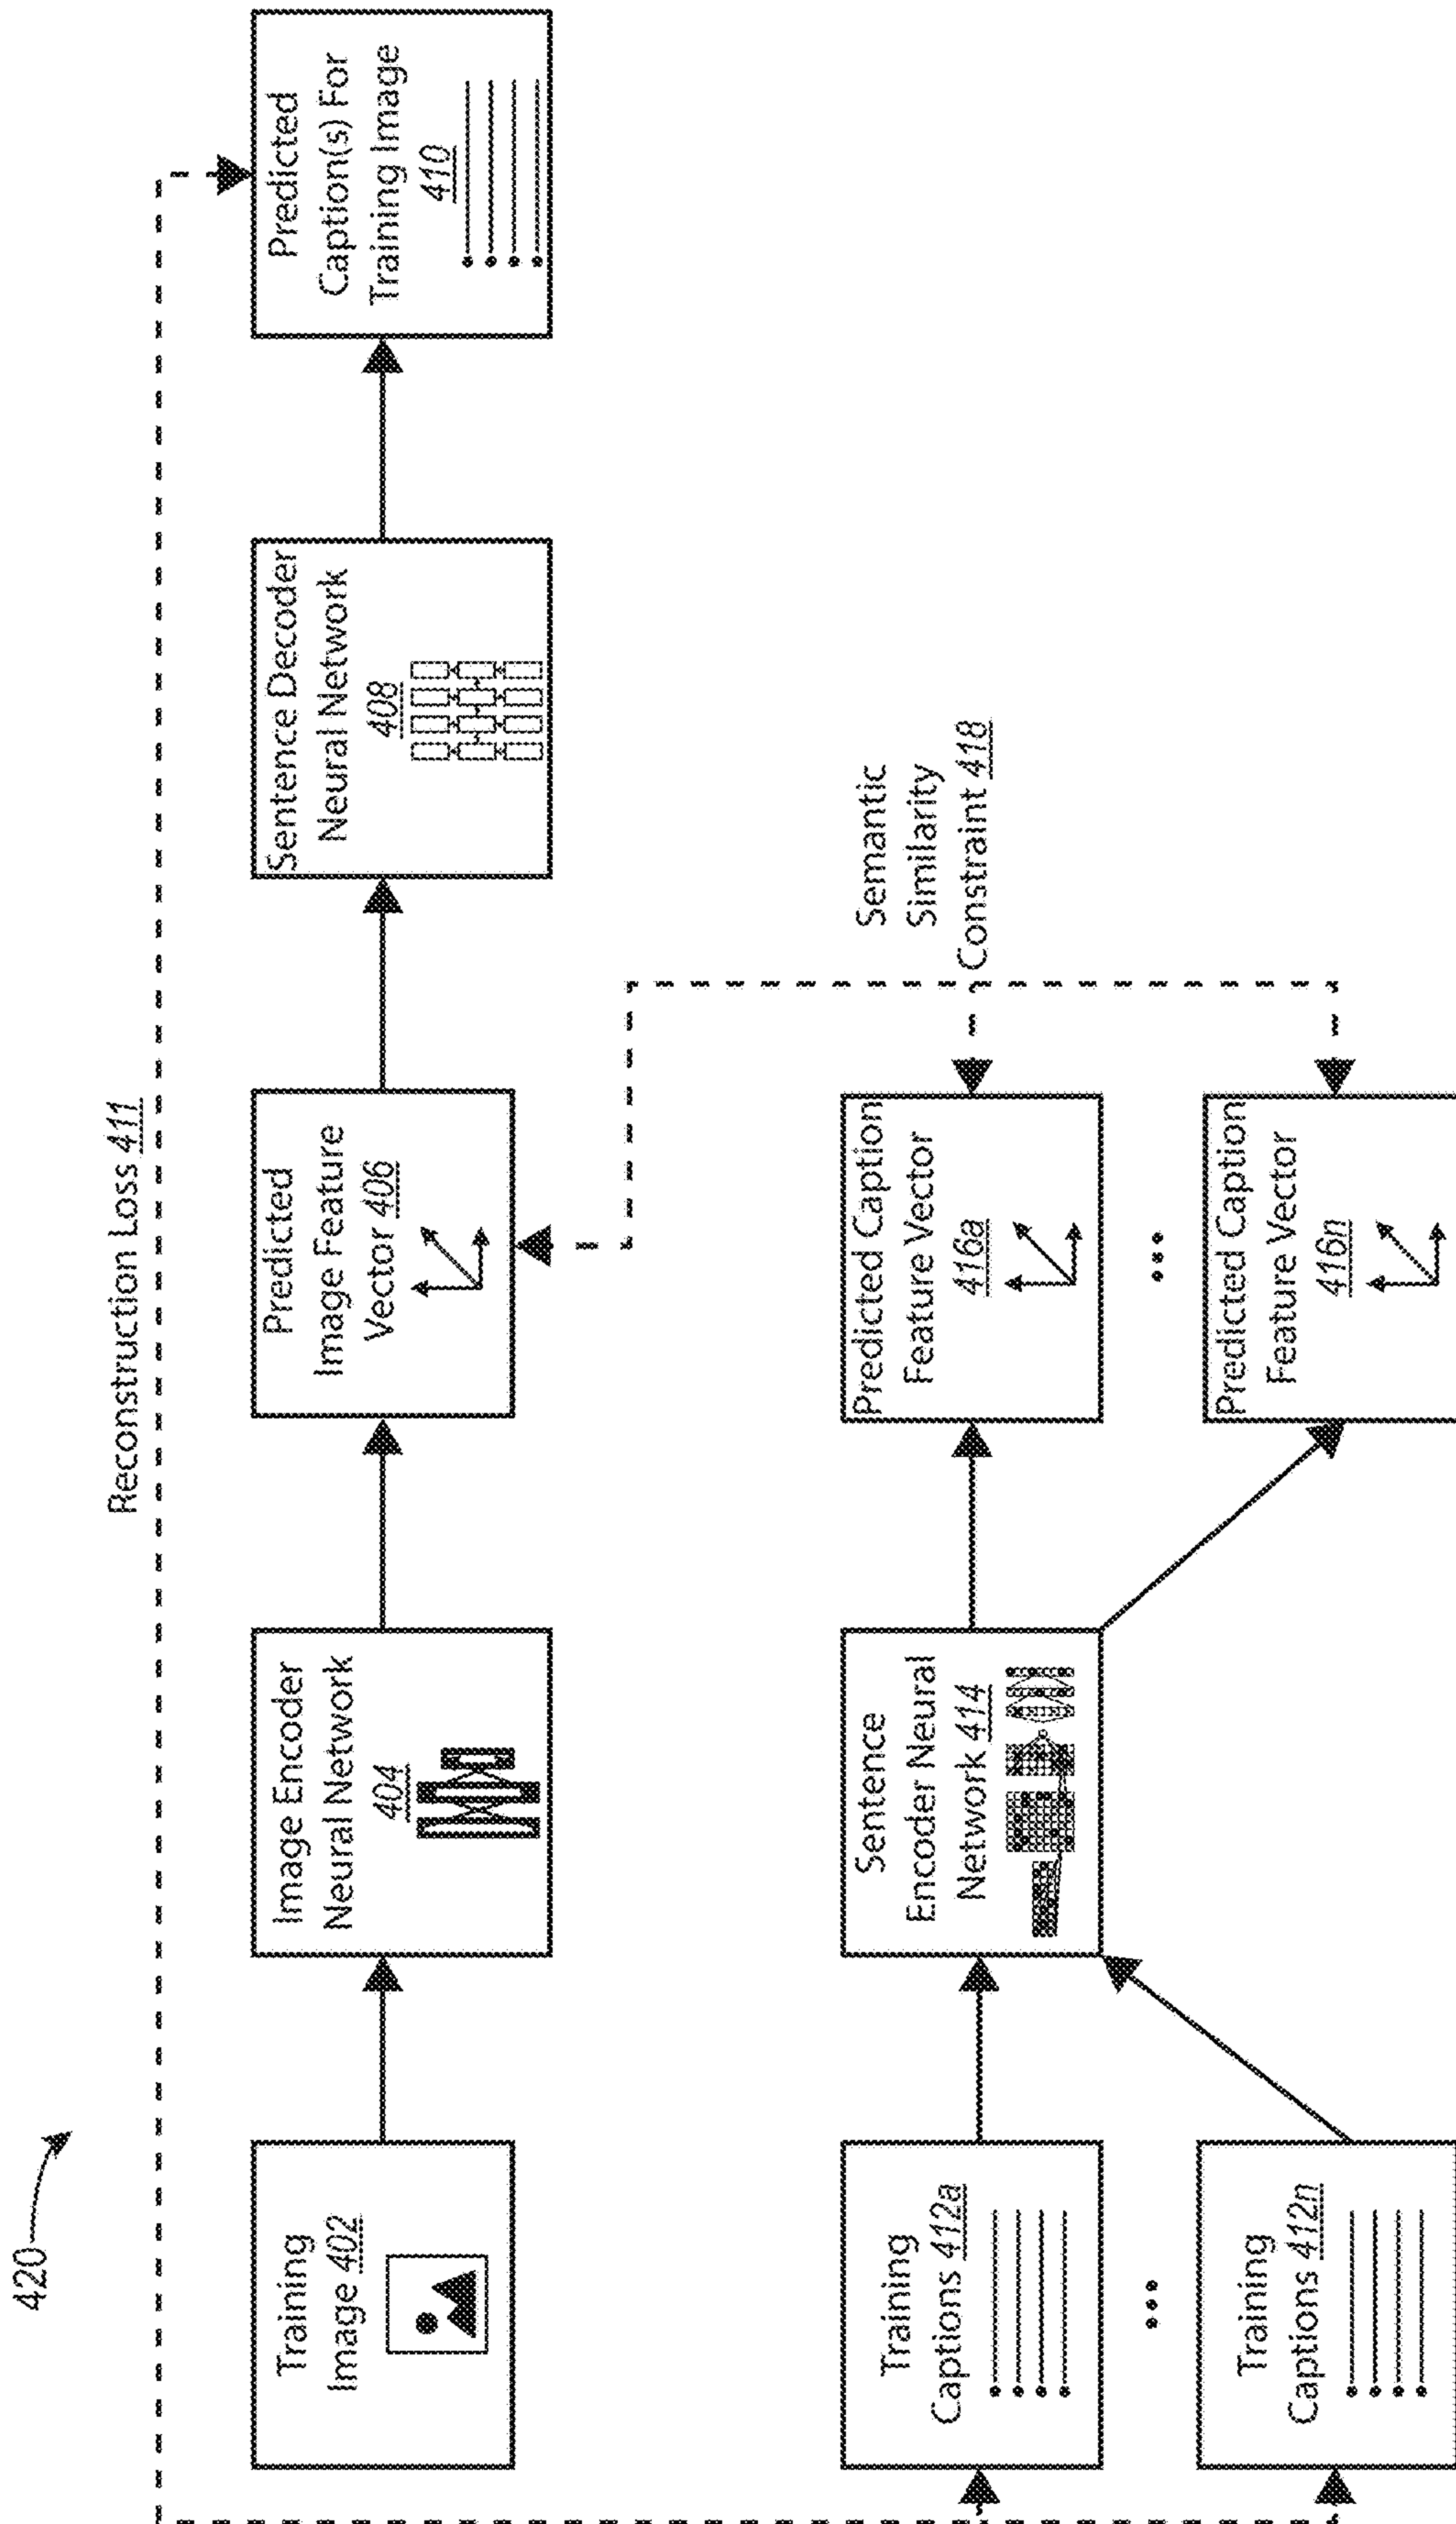 420
Reconstruction Loss 411
Training
Image 402
Image Encoder
Neural Network
404
Predicted
Image Feature
Vector 406
Sentence Decoder
Neural Network
408
Predicted
Caption(s) For
Training Image
410
Training
Captions 412a
Sentence
Encoder Neural
Network 414
Predicted Caption
Feature Vector
416a
Semantic
Similarity
Constraint 418
...
...
Training
Captions 412n
Predicted Caption
Feature Vector
416n